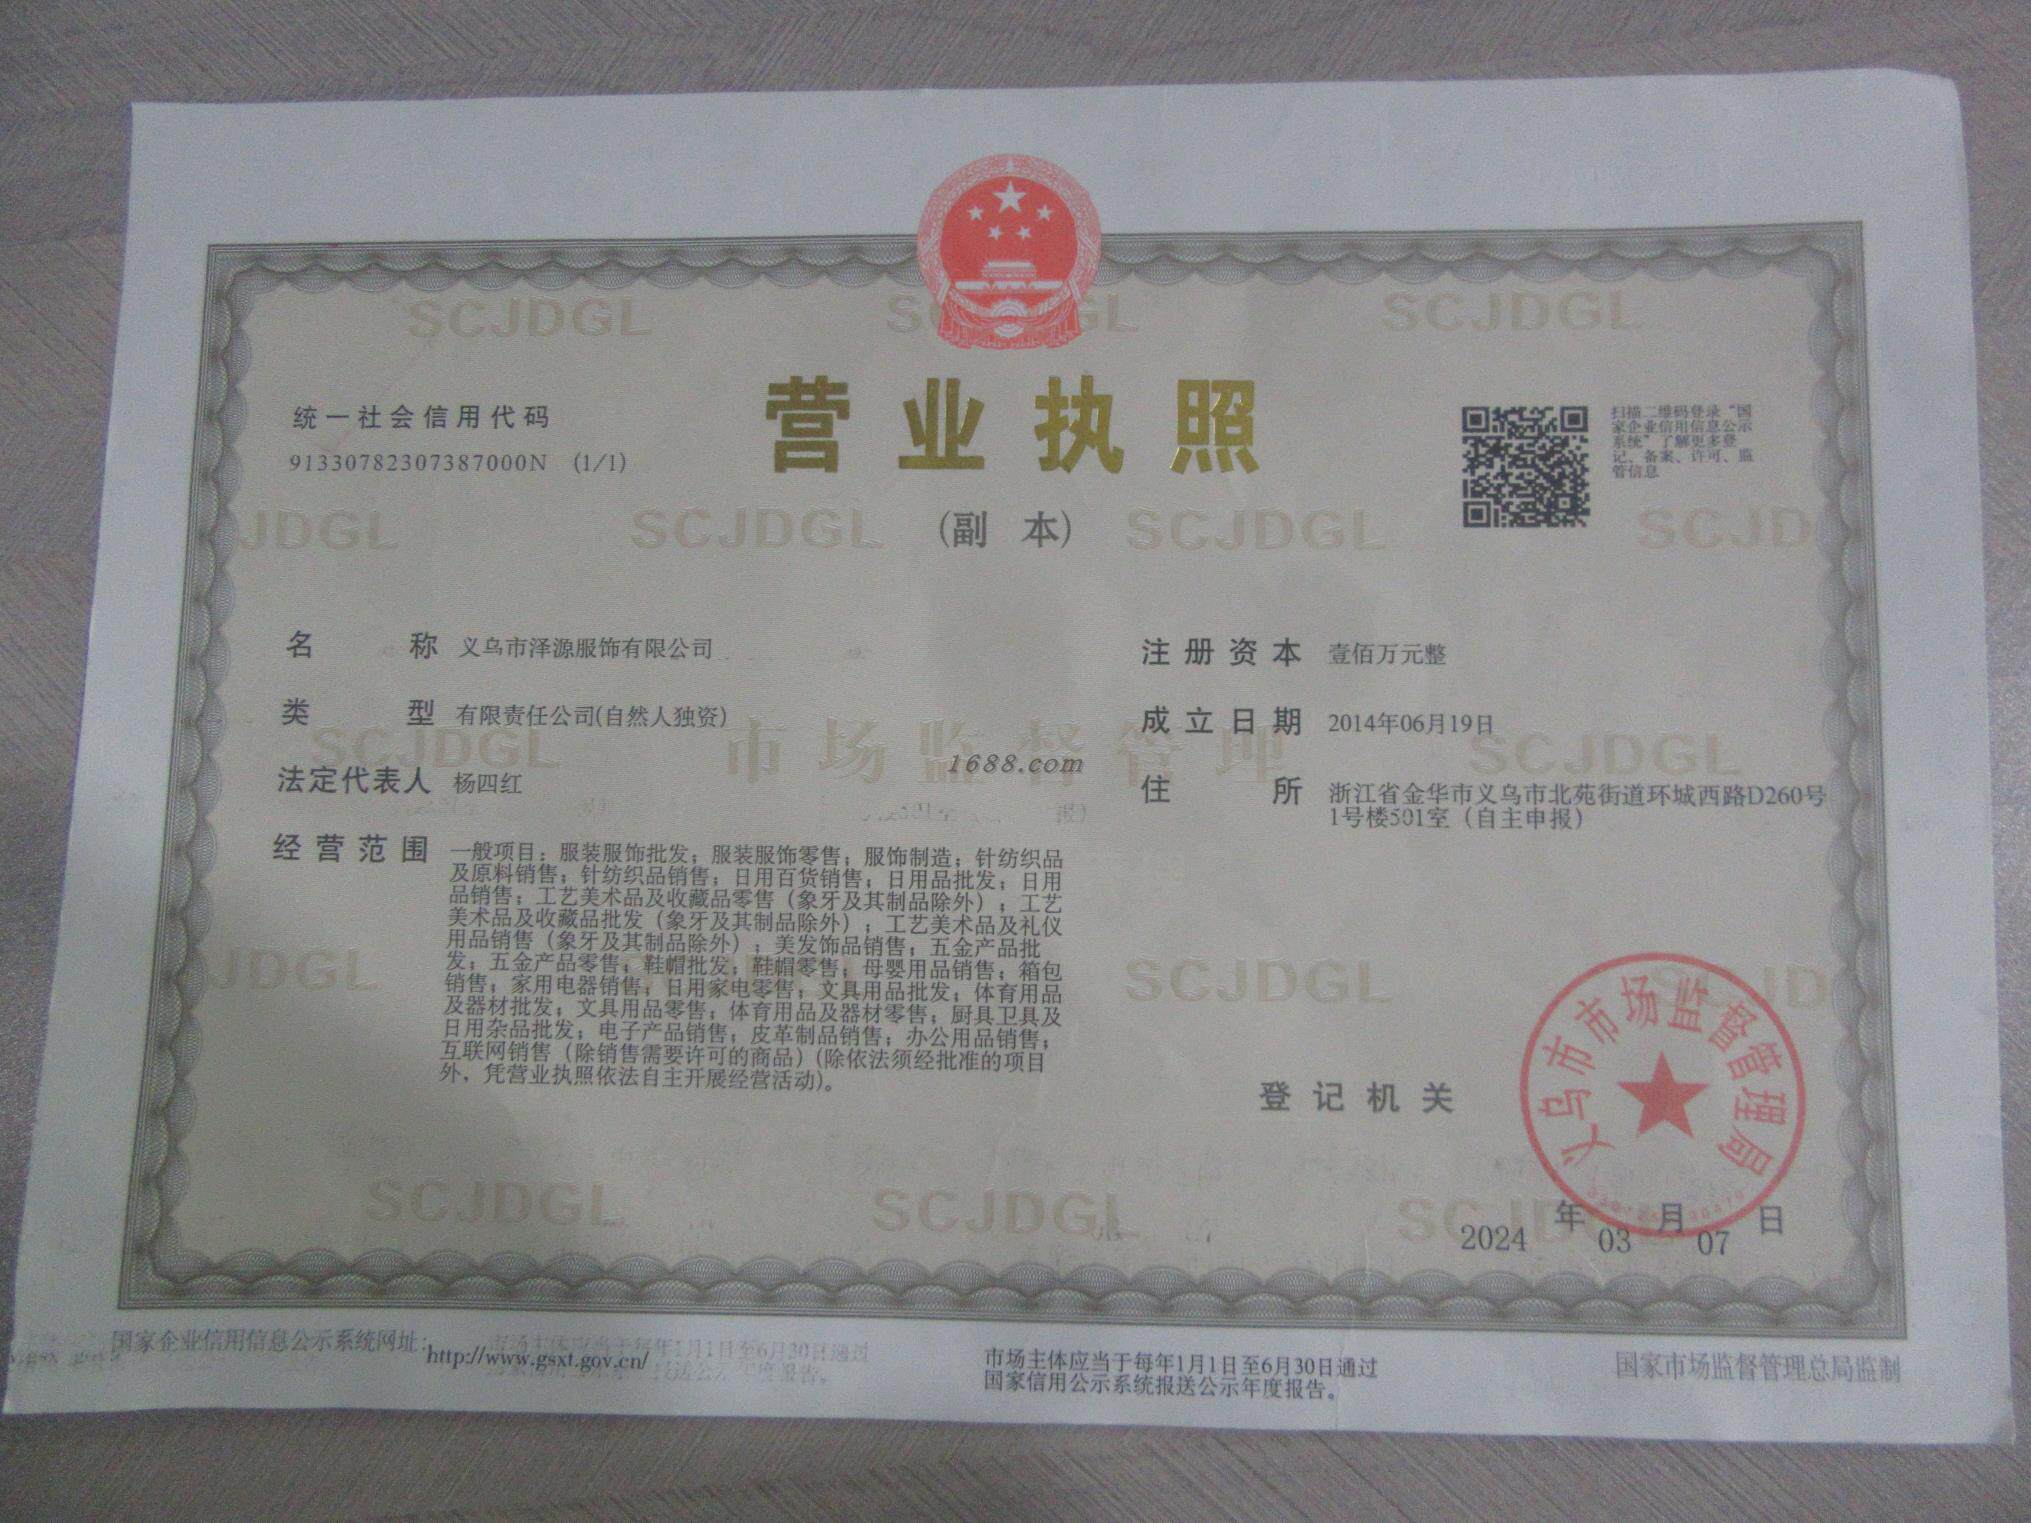 统一社会信用代码
91330782307387000N (1/1)
营业执照
(副 本)
扫描二维码登录“国
家企业信用信息公示
系统”了解更多登
记、备案、许可、监
管信息
名 称 义乌市泽源服饰有限公司
类 型 有限责任公司(自然人独资)
法定代表人 杨四红
经营范围 一般项目：服装服饰批发；服装服饰零售；服饰制造；针纺织品
及原料销售；针纺织品销售；日用百货销售；日用品批发；日用
品销售；工艺美术品及收藏品零售（象牙及其制品除外）；工艺
美术品及收藏品批发（象牙及其制品除外）；工艺美术品及礼仪
用品销售（象牙及其制品除外）；美发饰品销售；五金产品批
发；五金产品零售；鞋帽批发；鞋帽零售；母婴用品销售；箱包
销售；家用电器销售；日用家电零售；文具用品批发；体育用品
及器材批发；文具用品零售；体育用品及器材零售；厨具卫具及
日用杂品批发；电子产品销售；皮革制品销售；办公用品销售；
互联网销售（除销售需要许可的商品）(除依法须经批准的项目
外，凭营业执照依法自主开展经营活动)。
注册资本 壹佰万元整
成立日期 2014年06月19日
住 所 浙江省金华市义乌市北苑街道环城西路D260号
1号楼501室（自主申报）
SCJDGL
市场监督管理
1688.com
登记机关
义乌市市场监督管理局
2024年03月07日
国家企业信用信息公示系统网址：http://www.gsxt.gov.cn/
市场主体应当于每年1月1日至6月30日通过
国家信用公示系统报送公示年度报告。
国家市场监督管理总局监制